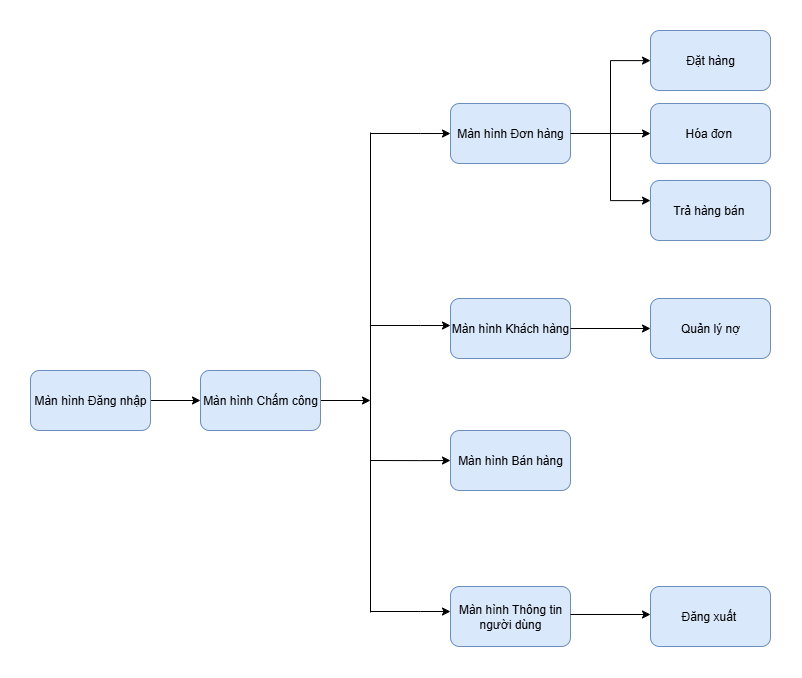 Đặt hàng
Màn hình Đơn hàng
Hóa đơn
Trả hàng bán
Màn hình Khách hàng
Quản lý nợ
Màn hình Đăng nhập
Màn hình Chấm công
Màn hình Bán hàng
Màn hình Thông tin
người dùng
Đăng xuất